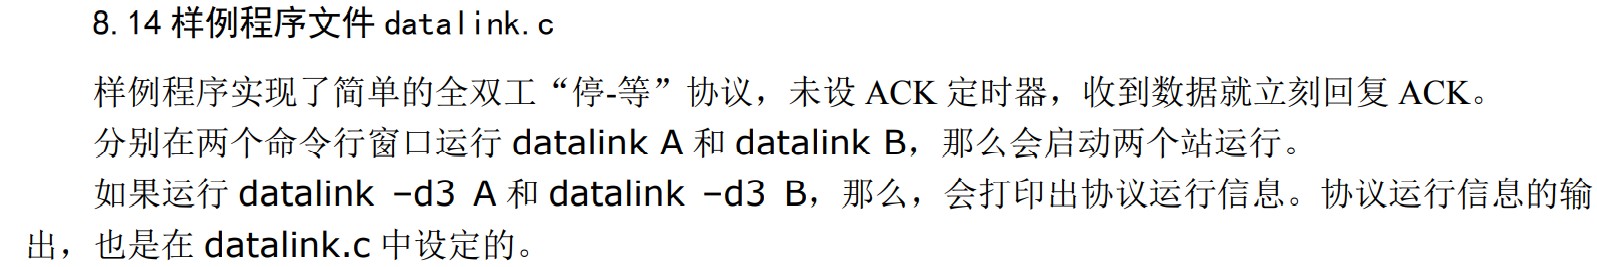 8.14 样例程序文件 datalink.c
样例程序实现了简单的全双工“停-等”协议，未设 ACK 定时器，收到数据就立刻回复 ACK。
分别在两个命令行窗口运行 datalink A 和 datalink B，那么会启动两个站运行。
如果运行 datalink –d3 A 和 datalink –d3 B，那么，会打印出协议运行信息。协议运行信息的输
出，也是在 datalink.c 中设定的。